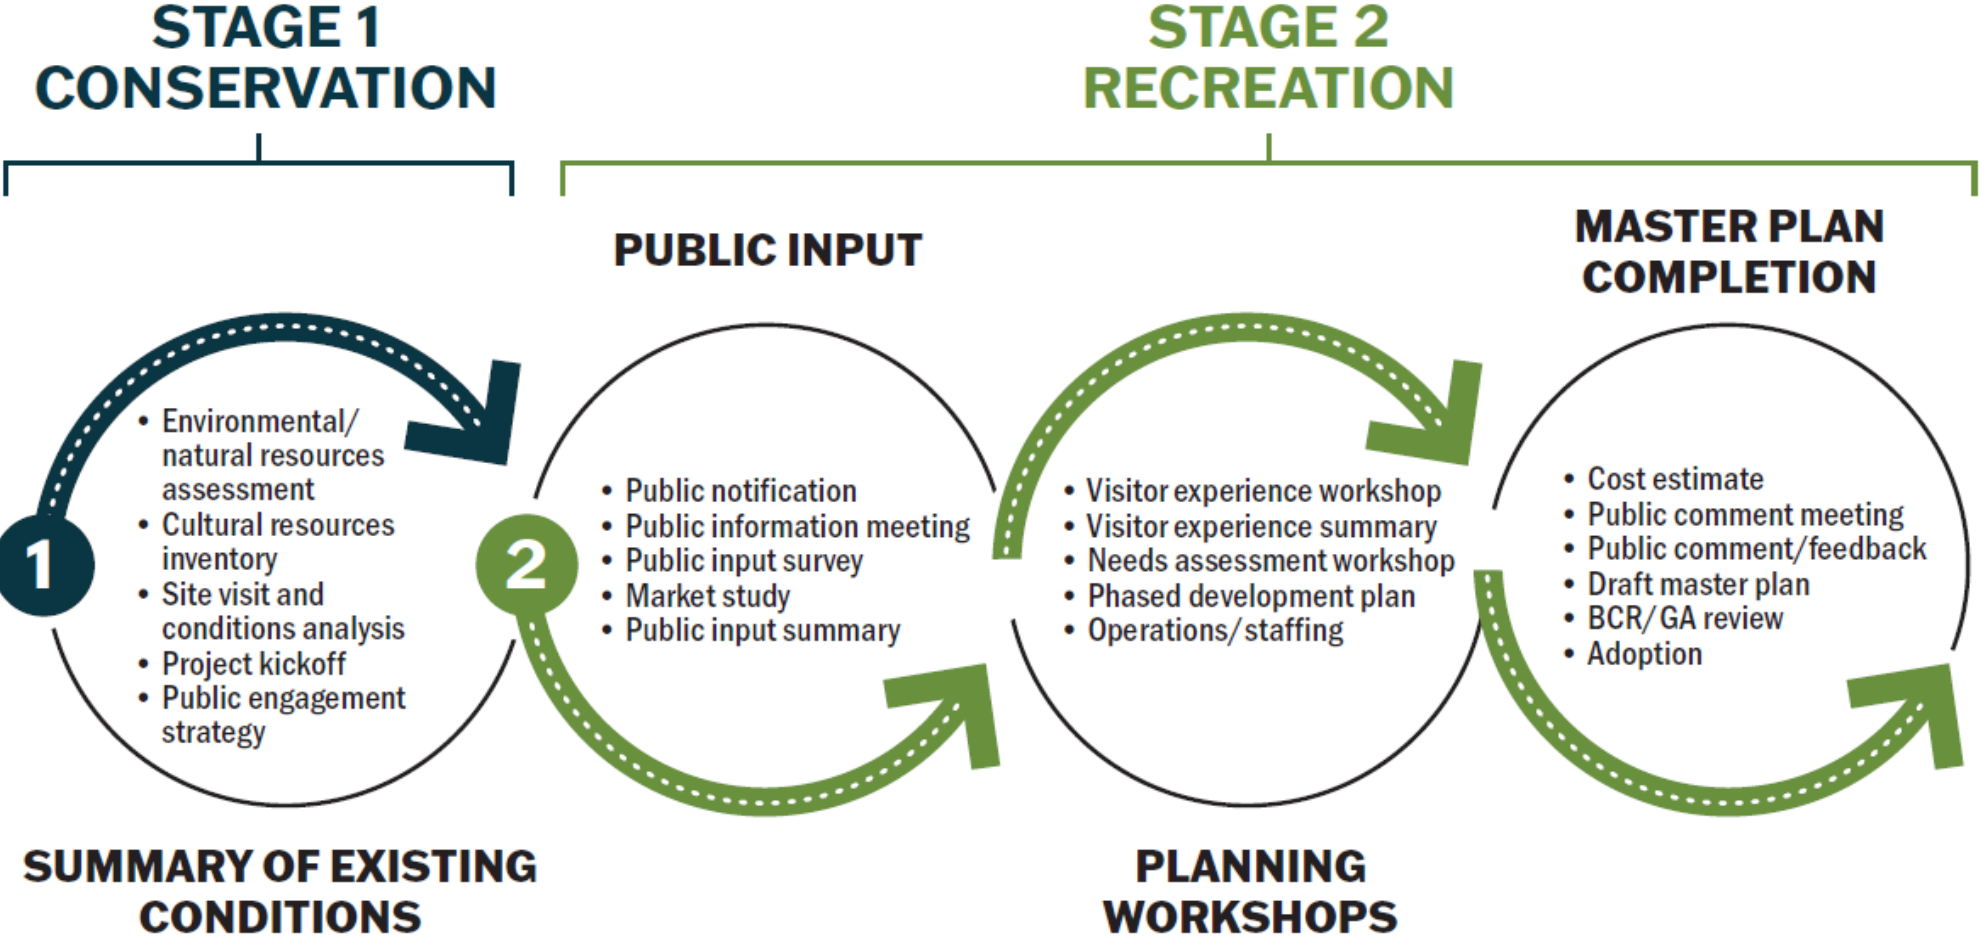 STAGE 1
CONSERVATION
STAGE 2
RECREATION
1
• Environmental/
natural resources
assessment
• Cultural resources
inventory
• Site visit and
conditions analysis
• Project kickoff
• Public engagement
strategy
SUMMARY OF EXISTING
CONDITIONS
PUBLIC INPUT
2
• Public notification
• Public information meeting
• Public input survey
• Market study
• Public input summary
• Visitor experience workshop
• Visitor experience summary
• Needs assessment workshop
• Phased development plan
• Operations/staffing
PLANNING
WORKSHOPS
MASTER PLAN
COMPLETION
• Cost estimate
• Public comment meeting
• Public comment/feedback
• Draft master plan
• BCR/GA review
• Adoption